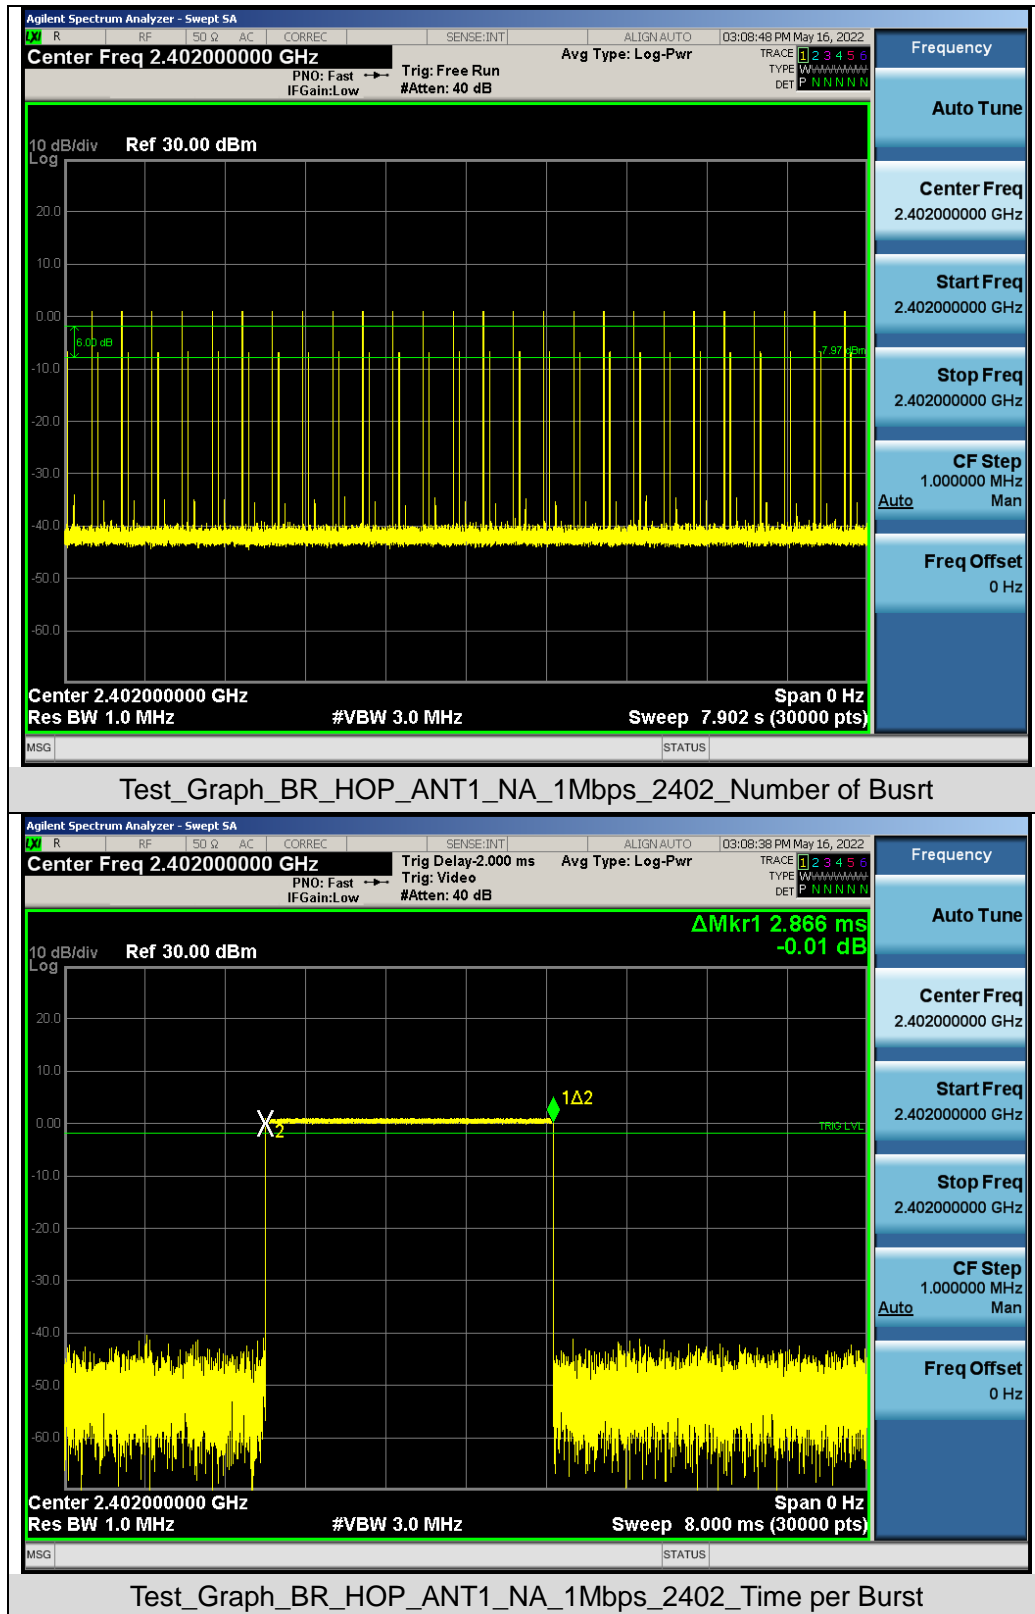 Agilent Spectrum Analyzer - Swept SA
LXI R RF 50 Ω AC CORREC SENSE:INT ALIGN AUTO 03:08:48 PM May 16, 2022
Center Freq 2.402000000 GHz Avg Type: Log-Pwr TRACE 1 2 3 4 5 6
PNO: Fast Trig: Free Run TYPE
IFGain:Low #Atten: 40 dB DET P N N N N N
10 dB/div Ref 30.00 dBm
Log
20.0
10.0
0.00
6.00 dB
-7.97 dBm
-10.0
-20.0
-30.0
-40.0
-50.0
-60.0
Center 2.402000000 GHz Span 0 Hz
Res BW 1.0 MHz #VBW 3.0 MHz Sweep 7.902 s (30000 pts)
MSG STATUS
Frequency
Auto Tune
Center Freq
2.402000000 GHz
Start Freq
2.402000000 GHz
Stop Freq
2.402000000 GHz
CF Step
1.000000 MHz
Auto Man
Freq Offset
0 Hz
Test_Graph_BR_HOP_ANT1_NA_1Mbps_2402_Number of Busrt
Agilent Spectrum Analyzer - Swept SA
LXI R RF 50 Ω AC CORREC SENSE:INT ALIGN AUTO 03:08:38 PM May 16, 2022
Center Freq 2.402000000 GHz Trig Delay-2.000 ms Avg Type: Log-Pwr TRACE 1 2 3 4 5 6
PNO: Fast Trig: Video TYPE
IFGain:Low #Atten: 40 dB DET P N N N N N
ΔMkr1 2.866 ms
-0.01 dB
10 dB/div Ref 30.00 dBm
Log
20.0
10.0
1Δ2
0.00
2
TRIG LVL
-10.0
-20.0
-30.0
-40.0
-50.0
-60.0
Center 2.402000000 GHz Span 0 Hz
Res BW 1.0 MHz #VBW 3.0 MHz Sweep 8.000 ms (30000 pts)
MSG STATUS
Frequency
Auto Tune
Center Freq
2.402000000 GHz
Start Freq
2.402000000 GHz
Stop Freq
2.402000000 GHz
CF Step
1.000000 MHz
Auto Man
Freq Offset
0 Hz
Test_Graph_BR_HOP_ANT1_NA_1Mbps_2402_Time per Burst